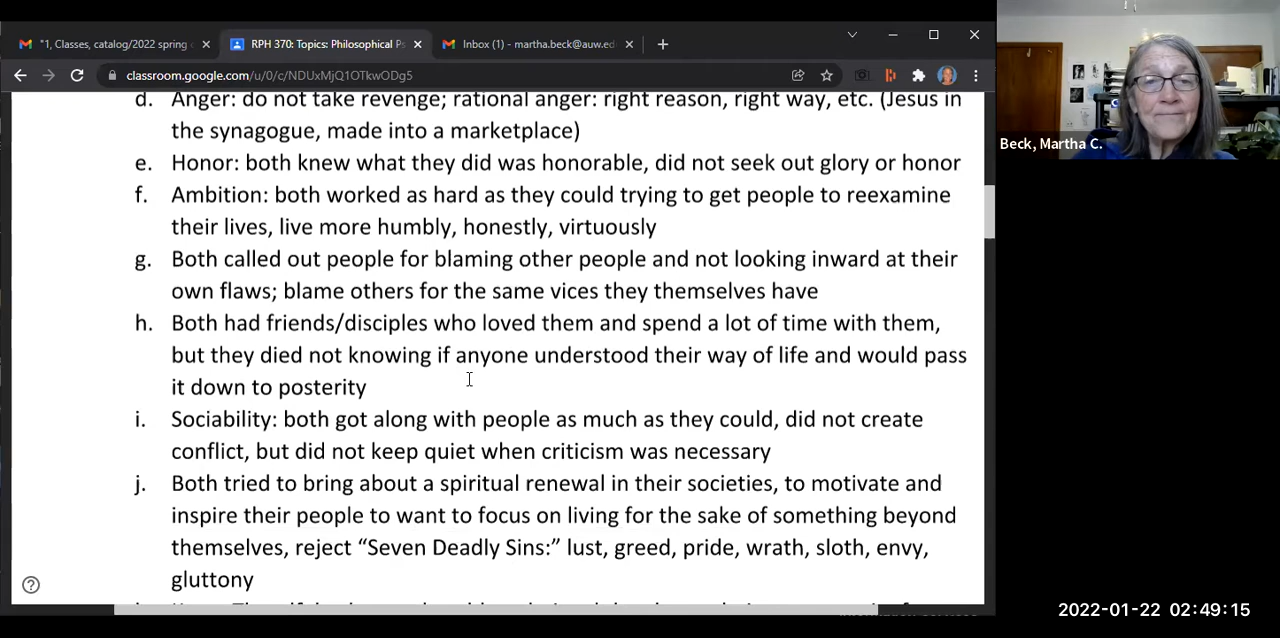 *1, Classes, catalog/2022 spring
RPH 370: Topics: Philosophical Ps
Inbox (1) - martha.beck@auw.ed
classroom.google.com/u/0/c/NDUxMjQ1OTkwODg5
d. Anger: do not take revenge; rational anger: right reason, right way, etc. (Jesus in
the synagogue, made into a marketplace)
e. Honor: both knew what they did was honorable, did not seek out glory or honor
f. Ambition: both worked as hard as they could trying to get people to reexamine
their lives, live more humbly, honestly, virtuously
g. Both called out people for blaming other people and not looking inward at their
own flaws; blame others for the same vices they themselves have
h. Both had friends/disciples who loved them and spend a lot of time with them,
but they died not knowing if anyone understood their way of life and would pass
it down to posterity
i. Sociability: both got along with people as much as they could, did not create
conflict, but did not keep quiet when criticism was necessary
j. Both tried to bring about a spiritual renewal in their societies, to motivate and
inspire their people to want to focus on living for the sake of something beyond
themselves, reject “Seven Deadly Sins:” lust, greed, pride, wrath, sloth, envy,
gluttony
Beck, Martha C.
2022-01-22 02:49:15